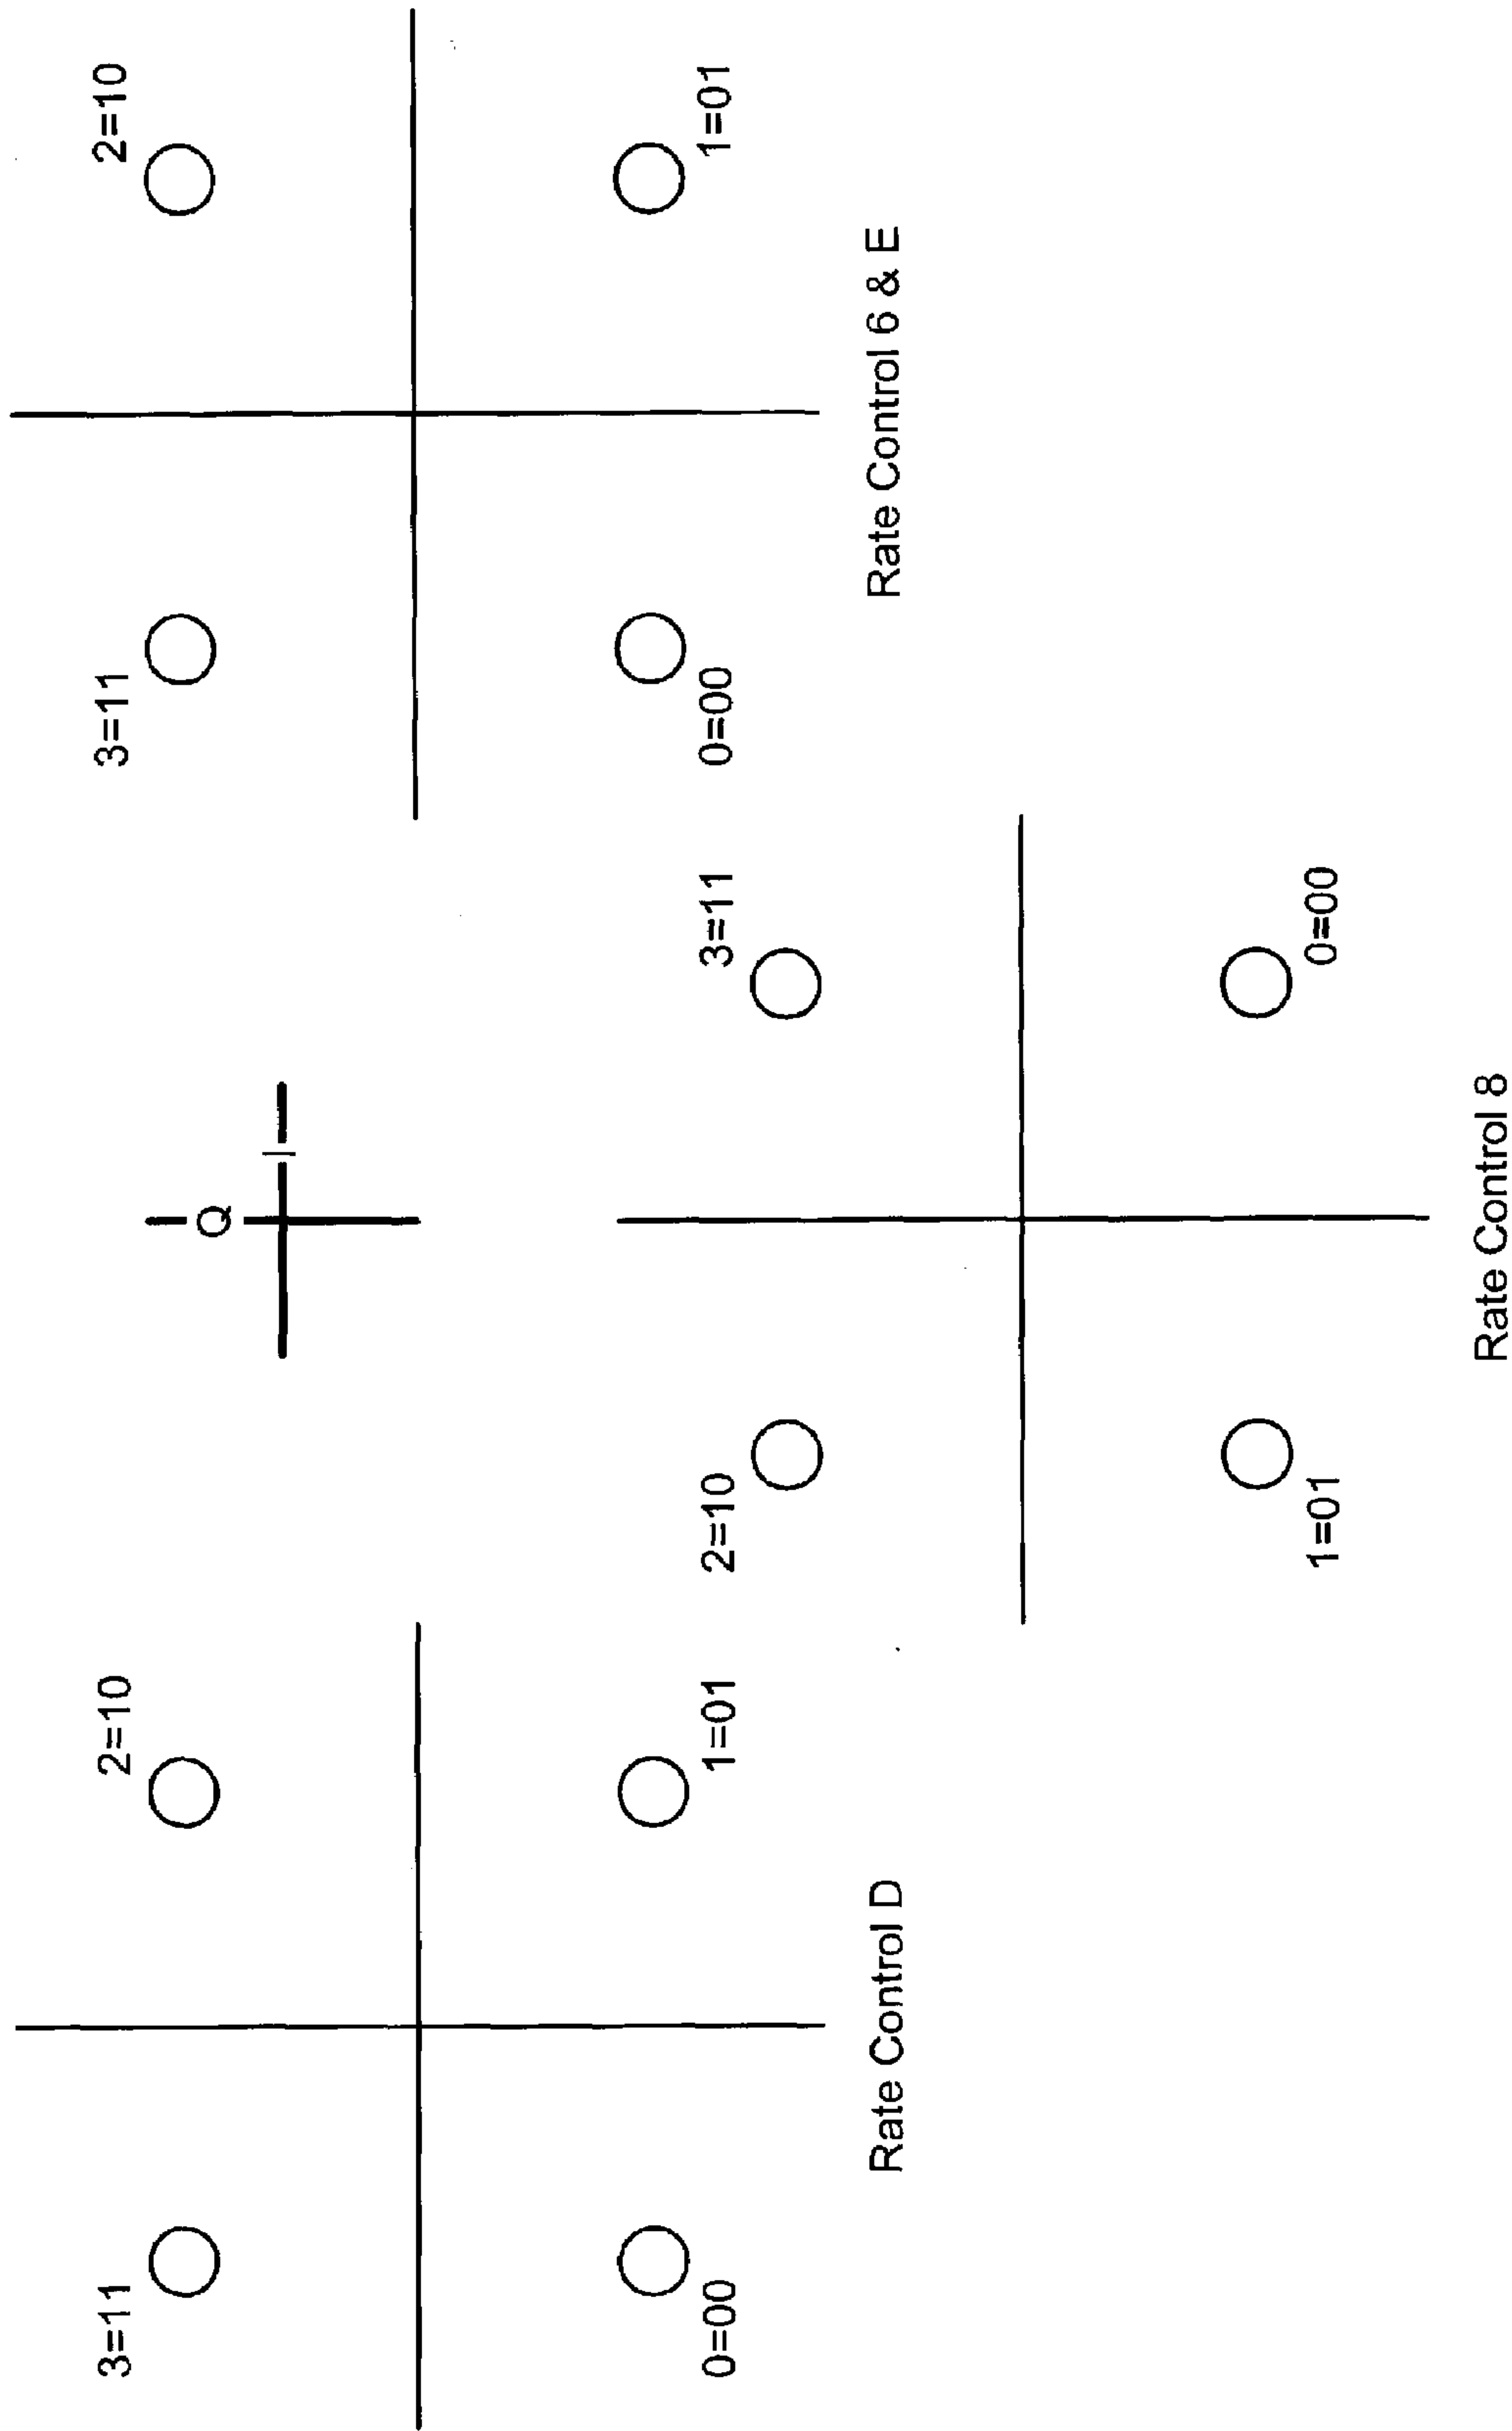 3=11
2=10
0=00
1=01
Rate Control D
Q
I
3=11
2=10
0=00
1=01
Rate Control 6 & E
2=10
3=11
1=01
0=00
Rate Control 8